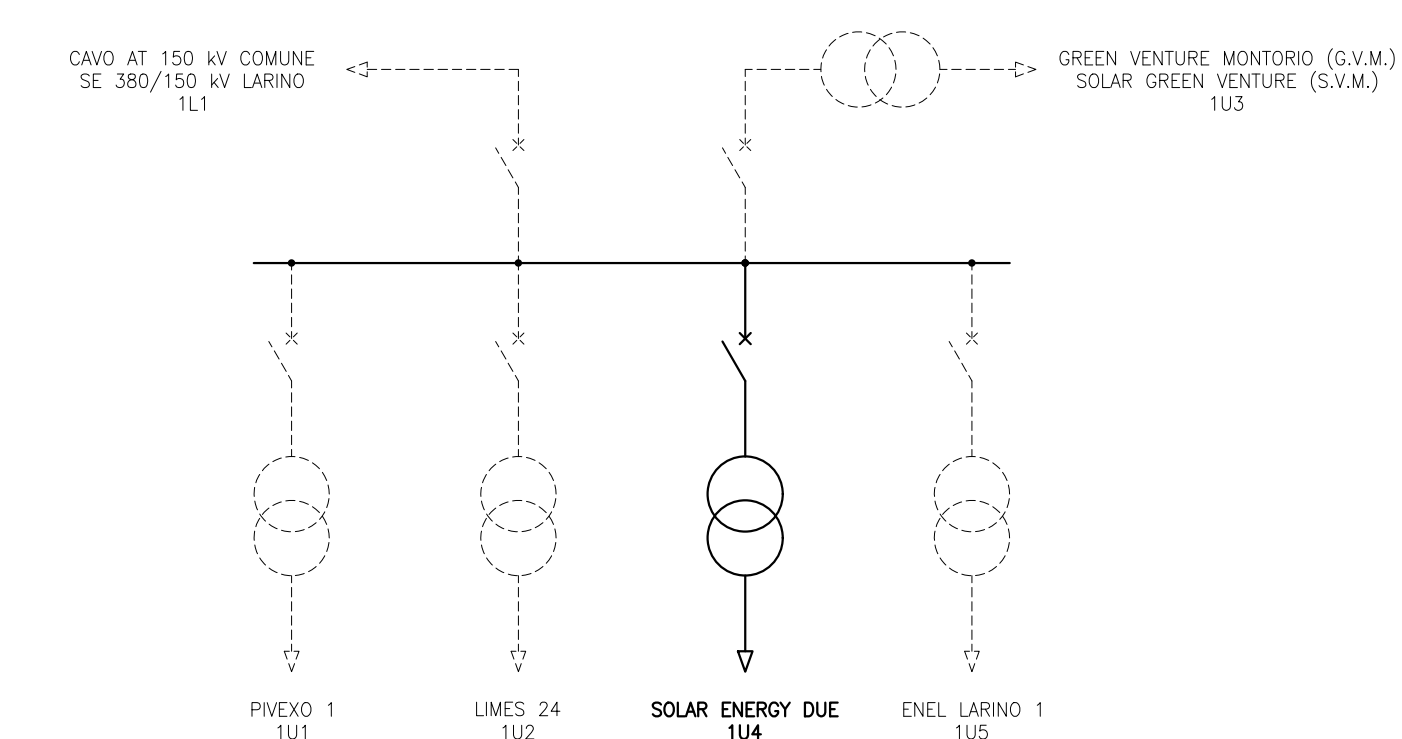 CAVO AT 150 kV COMUNE
SE 380/150 kV LARINO
1L1
GREEN VENTURE MONTORIO (G.V.M.)
SOLAR GREEN VENTURE (S.V.M.)
1U3
PIVEXO 1
1U1
LIMES 24
1U2
SOLAR ENERGY DUE
1U4
ENEL LARINO 1
1U5